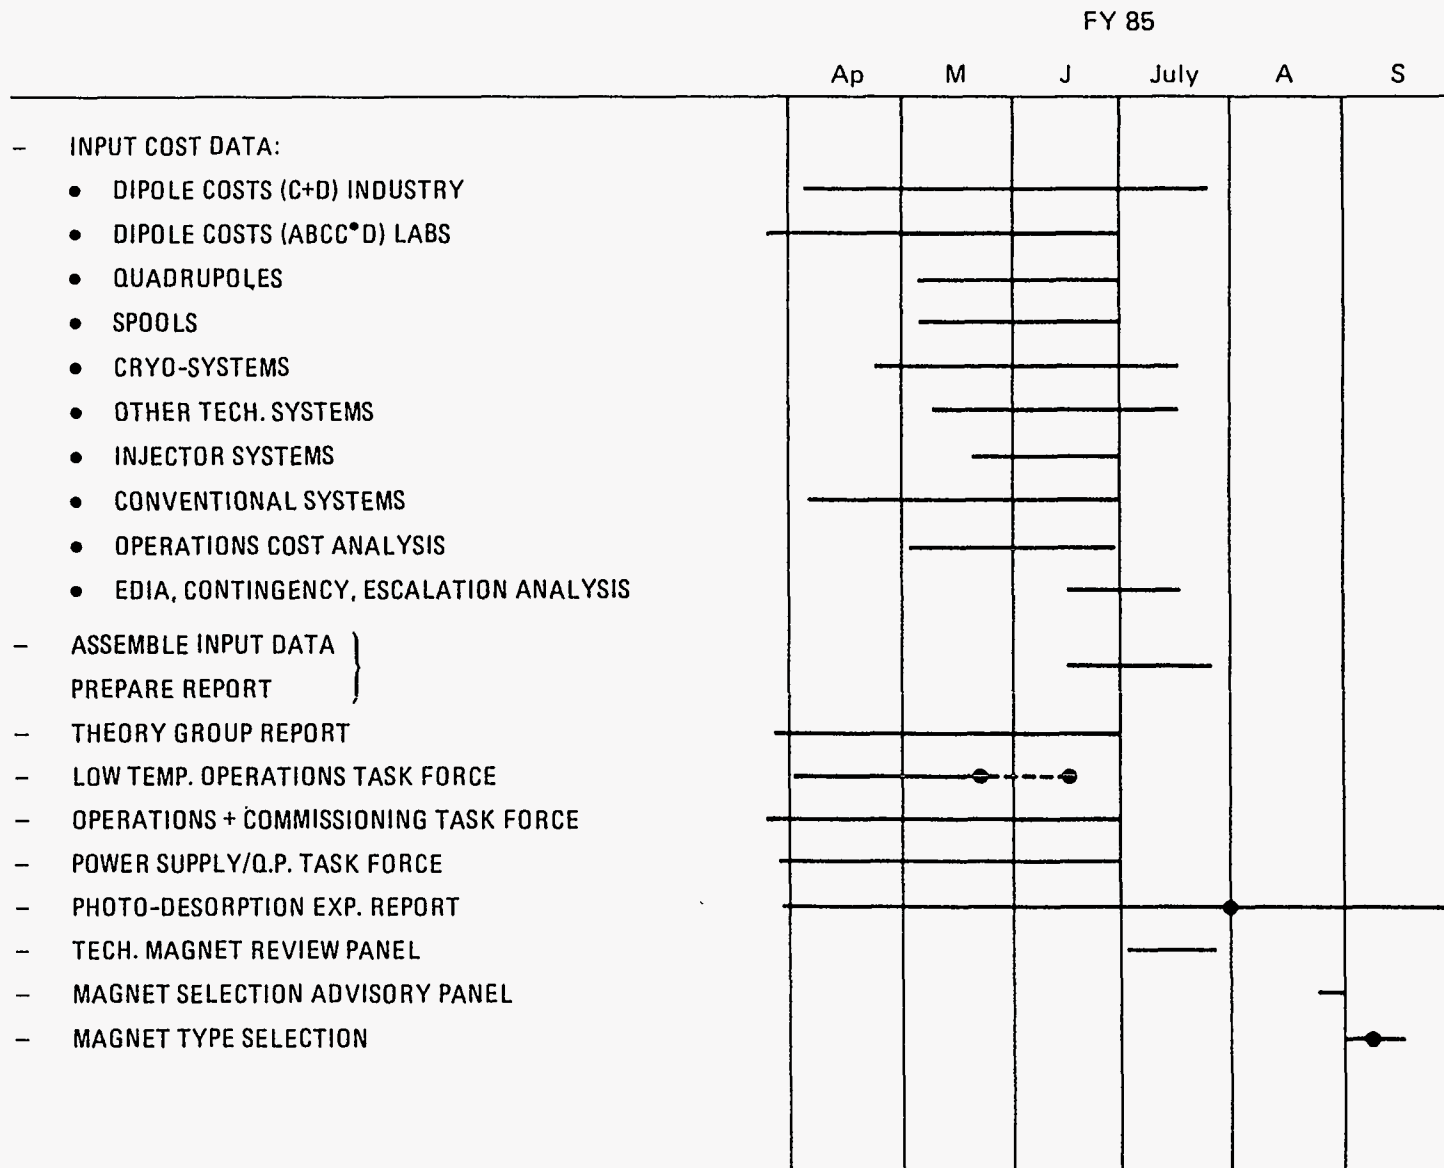 FY 85
Ap M J July A S
– INPUT COST DATA:
• DIPOLE COSTS (C+D) INDUSTRY
• DIPOLE COSTS (ABCC•D) LABS
• QUADRUPOLES
• SPOOLS
• CRYO-SYSTEMS
• OTHER TECH. SYSTEMS
• INJECTOR SYSTEMS
• CONVENTIONAL SYSTEMS
• OPERATIONS COST ANALYSIS
• EDIA, CONTINGENCY, ESCALATION ANALYSIS
– ASSEMBLE INPUT DATA
PREPARE REPORT
– THEORY GROUP REPORT
– LOW TEMP. OPERATIONS TASK FORCE
– OPERATIONS + COMMISSIONING TASK FORCE
– POWER SUPPLY/Q.P. TASK FORCE
– PHOTO-DESORPTION EXP. REPORT
– TECH. MAGNET REVIEW PANEL
– MAGNET SELECTION ADVISORY PANEL
– MAGNET TYPE SELECTION